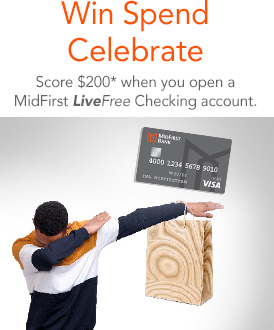 Win Spend
Celebrate
Score $200* when you open a
MidFirst LiveFree Checking account.
MIDFIRST
BANK
4000 1234 5678 9010
VISA